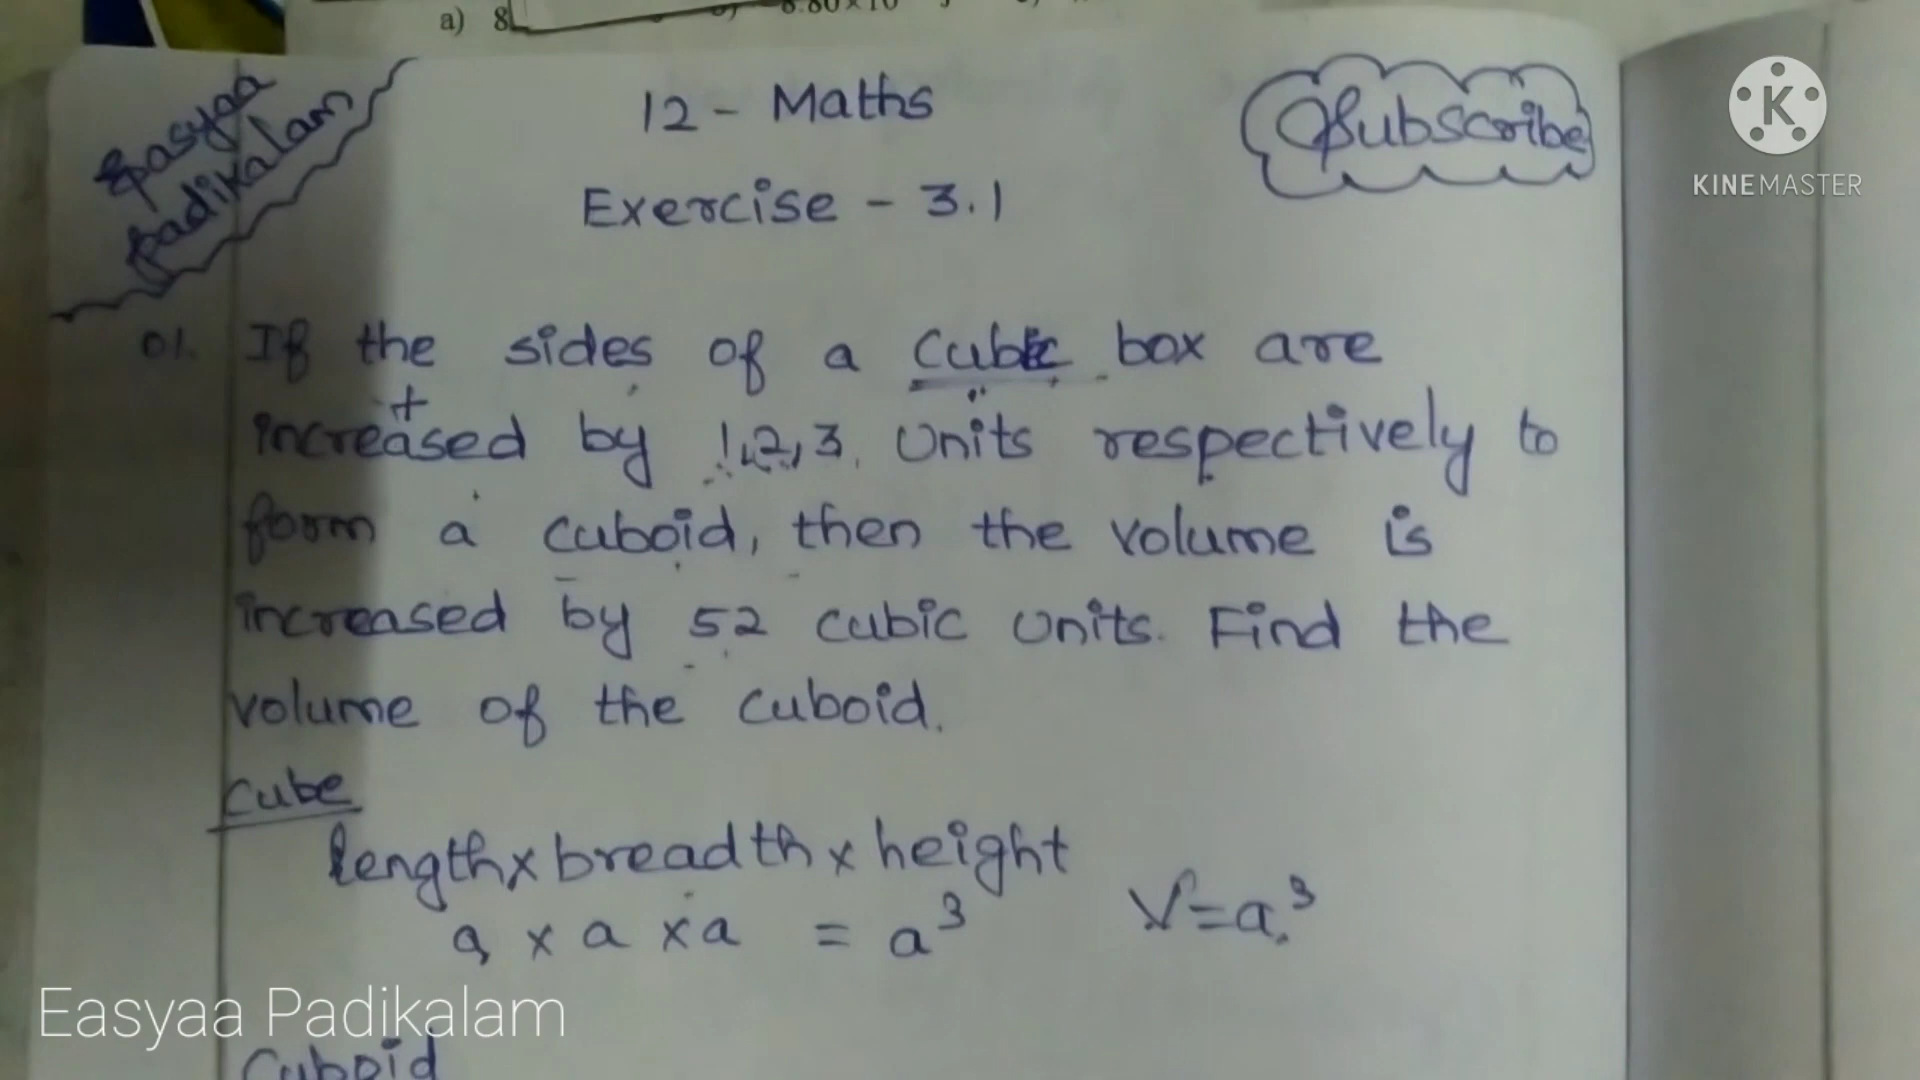 a) 8
Easyaa
Padikalam
12 - Maths
Subscribe
KINEMASTER
Exercise - 3.1
01. If the sides of a cubic box are
increased by 1,2,3. Units respectively to
+
form a cuboid, then the volume is
increased by 52 cubic units. Find the
volume of the cuboid.
Cube
length x breadth x height
a x a x a = a³ V = a³
Easyaa Padikalam
Cuboid